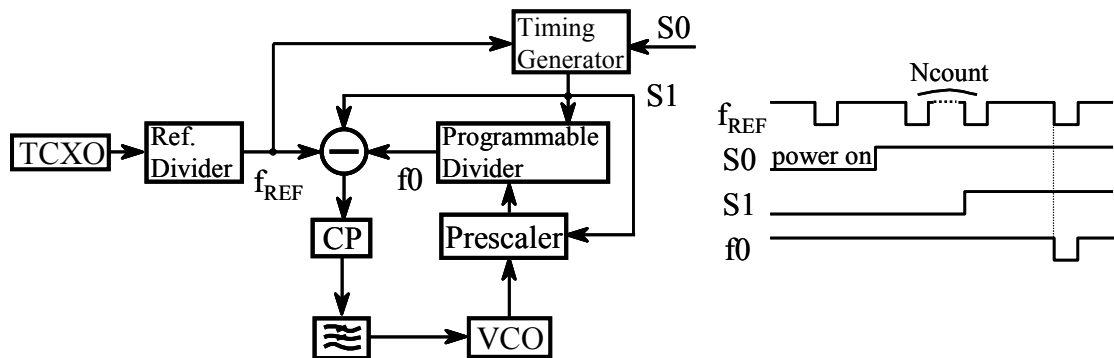 Timing
Generator
S0
S1
TCXO
Ref.
Divider
fREF
f0
Programmable
Divider
CP
Prescaler
VCO
Ncount
fREF
S0
power on
S1
f0